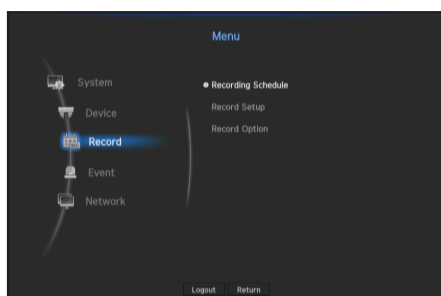 Menu
System
Device
Record
Event
Network
Recording Schedule
Record Setup
Record Option
Logout Return